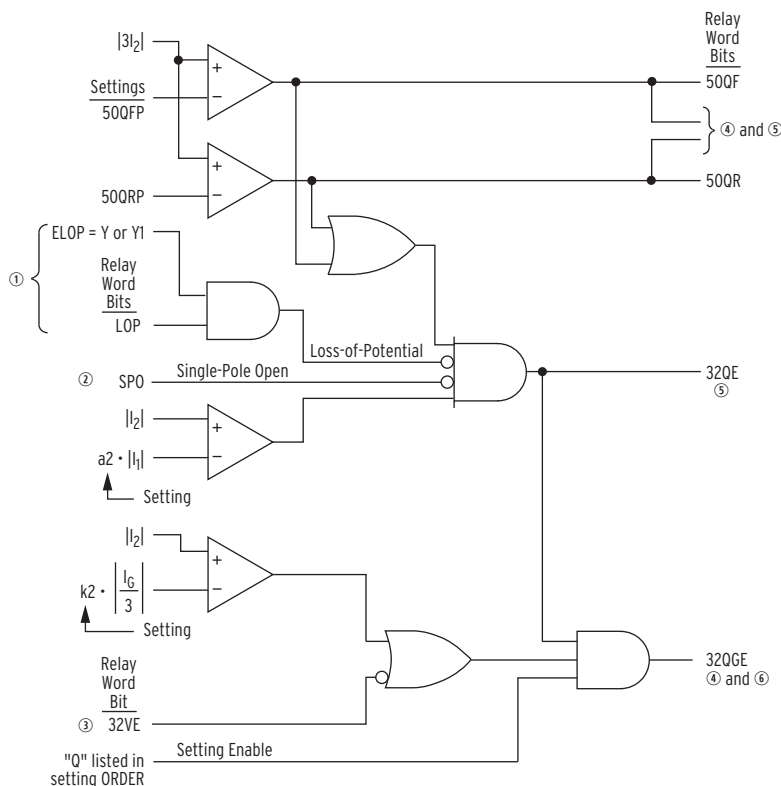 Relay
Word
Bits
|3I2|
+
50QF
Settings
−
50QFP
④ and ⑤
+
50QRP
−
50QR
①
ELOP = Y or Y1
Relay
Word
Bits
LOP
Loss-of-Potential
② SPO
Single-Pole Open
32QE
⑤
|I2|
+
a2 • |I1|
−
Setting
|I2|
+
k2 • |IG/3|
−
Setting
Relay
Word
Bit
③ 32VE
32QGE
④ and ⑥
"Q" listed in
setting ORDER
Setting Enable